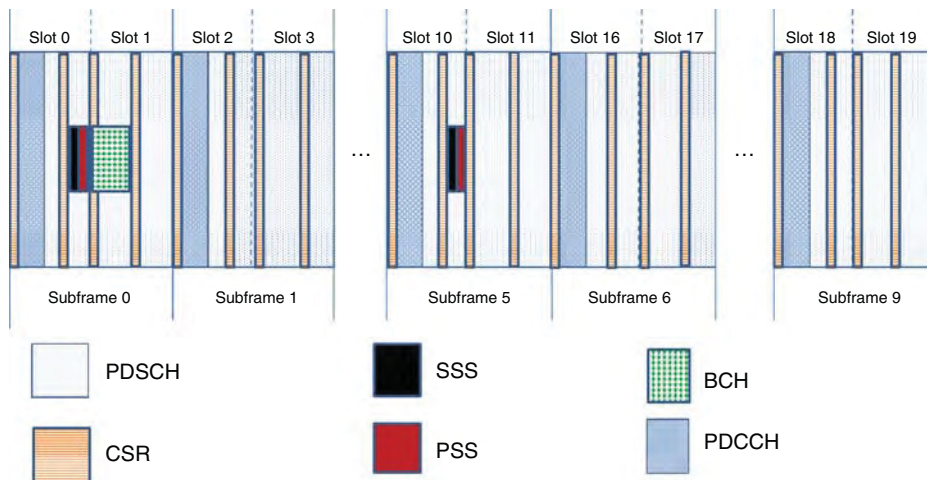 Slot 0 Slot 1 Slot 2 Slot 3 Slot 10 Slot 11 Slot 16 Slot 17 Slot 18 Slot 19
... ...
Subframe 0 Subframe 1 Subframe 5 Subframe 6 Subframe 9
PDSCH SSS BCH
CSR PSS PDCCH